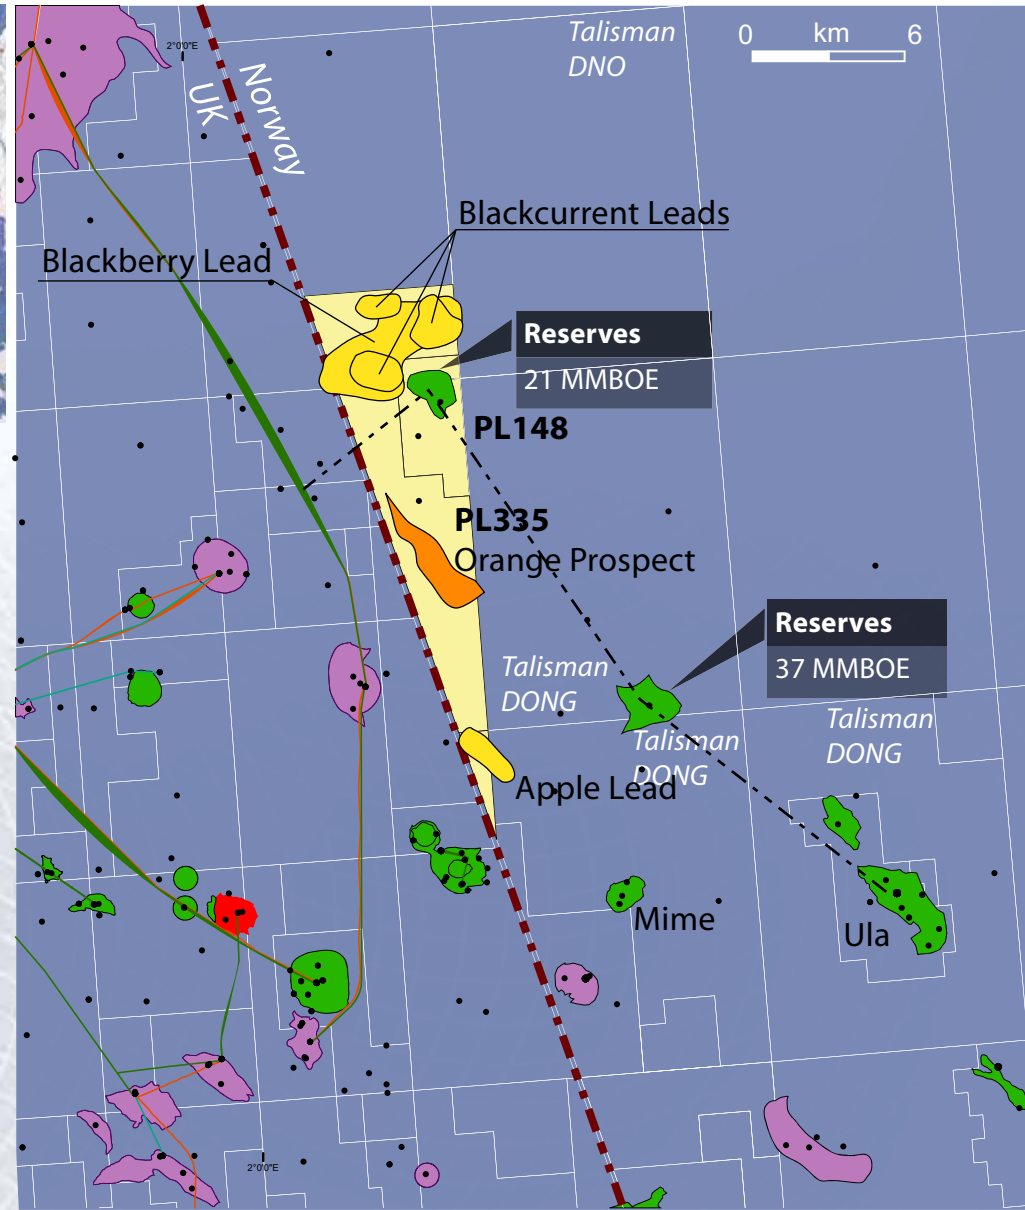 Talisman
DNO
0 km 6
2°0'0"E
Norway
UK
Blackcurrent Leads
Blackberry Lead
Reserves
21 MMBOE
PL148
PL335
Orange Prospect
Reserves
37 MMBOE
Talisman
DONG
Talisman
DONG
Talisman
DONG
Apple Lead
Mime
Ula
2°0'0"E